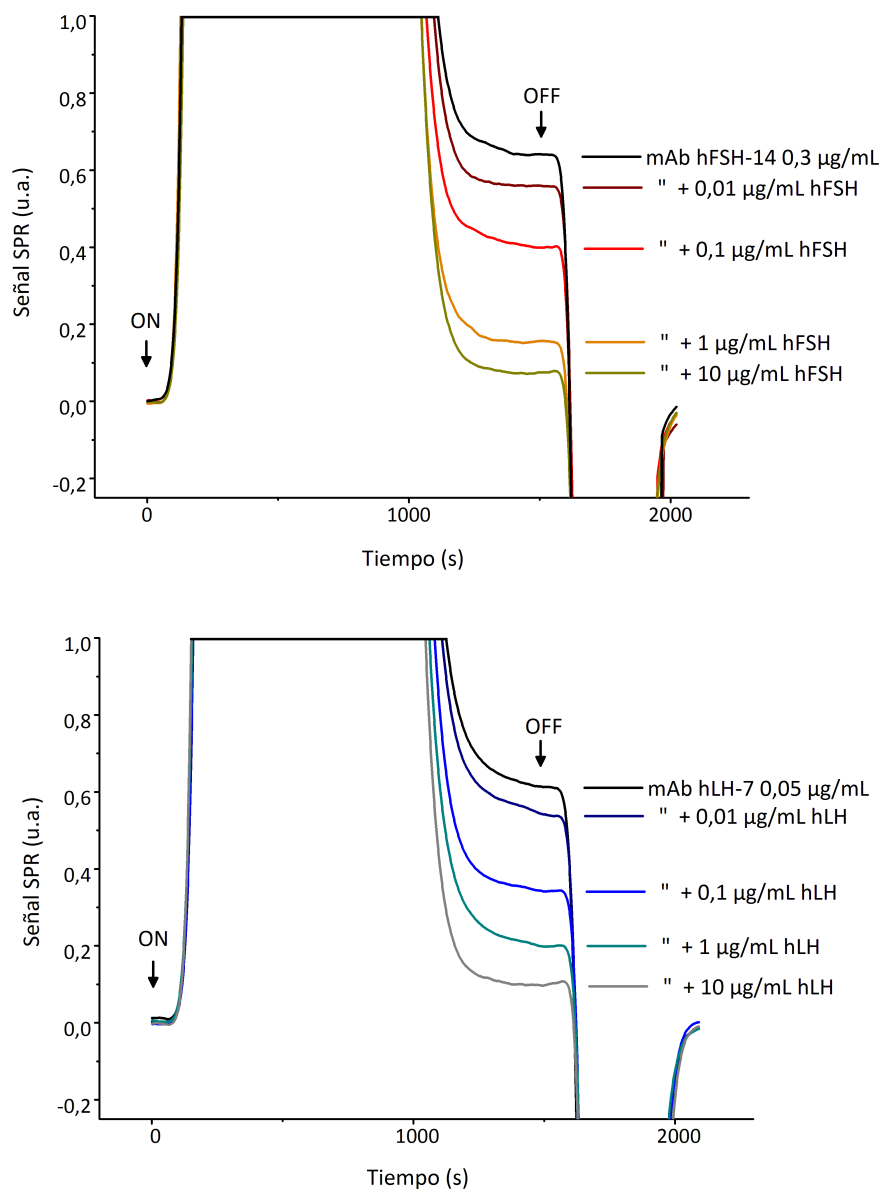 1,0
0,8
0,6
0,4
0,2
0,0
-0,2
Señal SPR (u.a.)
ON
OFF
mAb hFSH-14 0,3 µg/mL
" + 0,01 µg/mL hFSH
" + 0,1 µg/mL hFSH
" + 1 µg/mL hFSH
" + 10 µg/mL hFSH
0 1000 2000
Tiempo (s)
1,0
0,8
0,6
0,4
0,2
0,0
-0,2
Señal SPR (u.a.)
ON
OFF
mAb hLH-7 0,05 µg/mL
" + 0,01 µg/mL hLH
" + 0,1 µg/mL hLH
" + 1 µg/mL hLH
" + 10 µg/mL hLH
0 1000 2000
Tiempo (s)